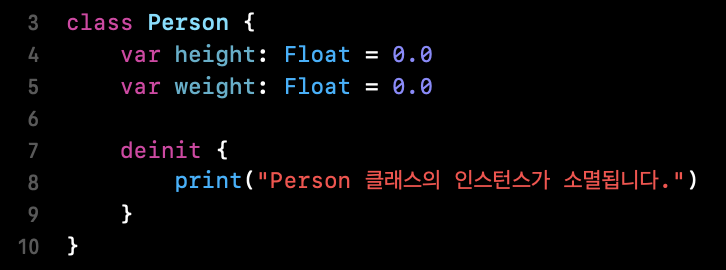 3 class Person {
4     var height: Float = 0.0
5     var weight: Float = 0.0
6
7     deinit {
8         print("Person 클래스의 인스턴스가 소멸됩니다.")
9     }
10 }